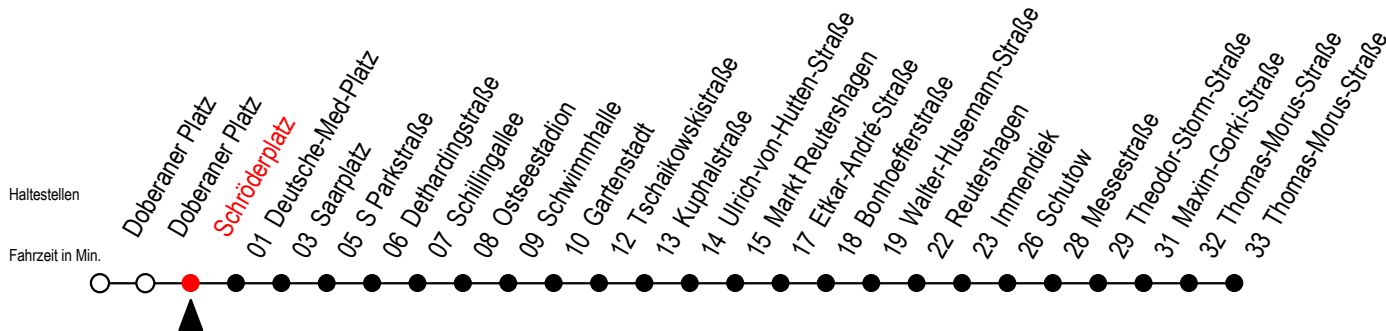 Haltestellen
Fahrzeit in Min.
Doberaner Platz
Doberaner Platz
Schröderplatz
01 Deutsche-Med-Platz
03 Saarplatz
05 S Parkstraße
06 Dethardingstraße
07 Schillingallee
08 Ostseestadion
09 Schwimmhalle
10 Gartenstadt
12 Tschaikowskistraße
13 Kuphalstraße
14 Ulrich-von-Hutten-Straße
15 Markt Reutershagen
17 Etkar-André-Straße
18 Bonhoefferstraße
19 Walter-Husemann-Straße
22 Reutershagen
23 Immendiek
26 Schutow
28 Messestraße
29 Theodor-Storm-Straße
31 Maxim-Gorki-Straße
32 Thomas-Morus-Straße
33 Thomas-Morus-Straße